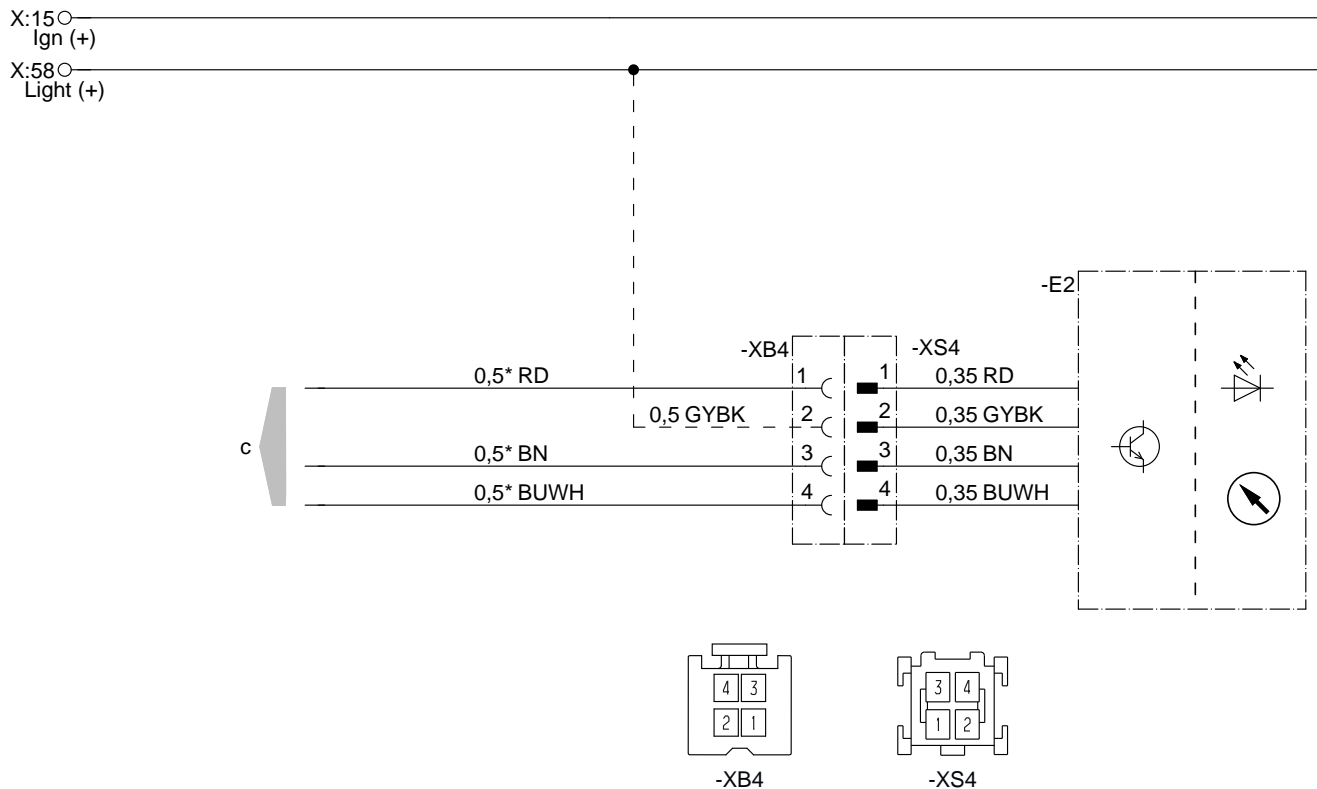 X:15
Ign (+)
X:58
Light (+)
-E2
-XB4 -XS4
0,5* RD 1 1 0,35 RD
0,5 GYBK 2 2 0,35 GYBK
c
0,5* BN 3 3 0,35 BN
0,5* BUWH 4 4 0,35 BUWH
4 3 3 4
2 1 1 2
-XB4 -XS4